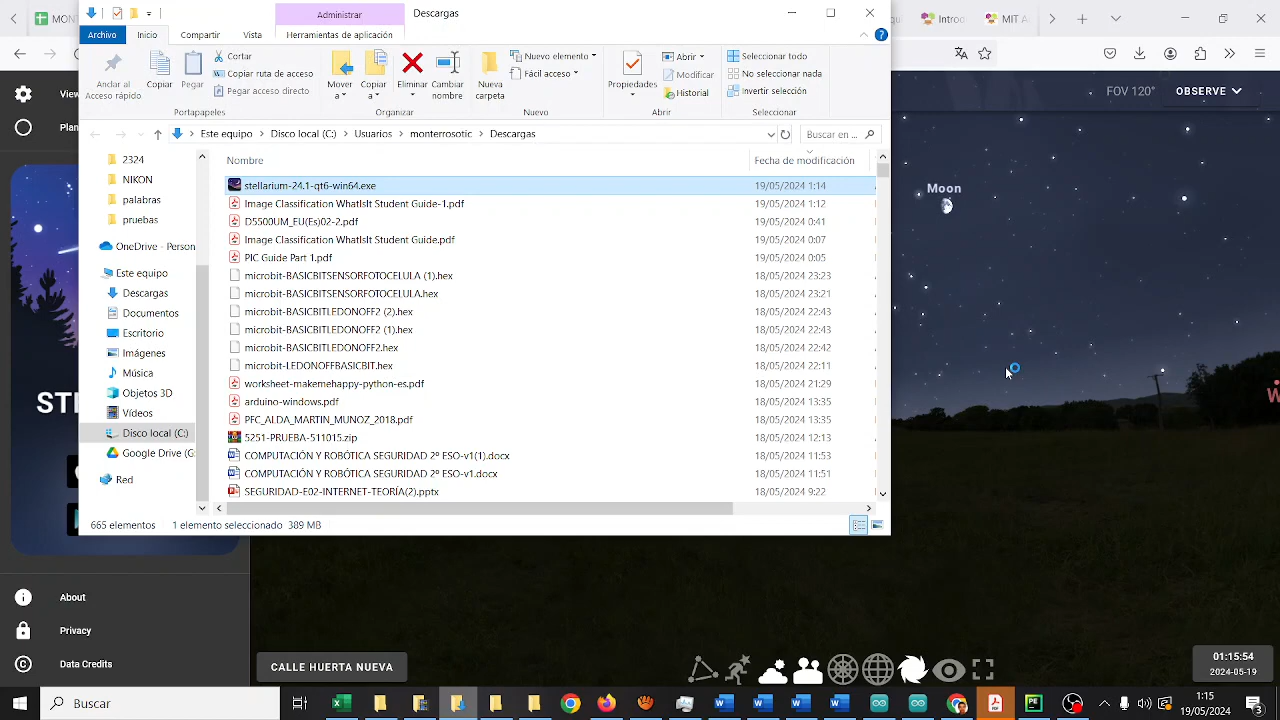 MONT
Administrar
Descargas
MIT A
Archivo
Inicio
Compartir
Vista
Herramientas de aplicación
Anclar al
Acceso rápido
Copiar
Pegar
Cortar
Copiar ruta de acceso
Pegar acceso directo
Portapapeles
Mover a
Copiar a
Eliminar
Cambiar nombre
Organizar
Nueva carpeta
Nuevo elemento
Fácil acceso
Nuevo
Propiedades
Abrir
Modificar
Historial
Abrir
Seleccionar todo
No seleccionar nada
Invertir selección
Seleccionar
View
FOV 120°
OBSERVE
Este equipo
Disco local (C:)
Usuarios
monterrosotic
Descargas
Buscar en ...
Nombre
Fecha de modificación
2324
NIKON
palabras
pruebas
OneDrive - Person
Este equipo
Descargas
Documentos
Escritorio
Imágenes
Música
Objetos 3D
Vídeos
Disco local (C:)
Google Drive (G:
Red
stellarium-24.1-qt6-win64.exe 19/05/2024 1:14
Image Classification WhatIsIt Student Guide-1.pdf 19/05/2024 1:12
D5500UM_EU(Es)02-2.pdf 19/05/2024 0:41
Image Classification WhatIsIt Student Guide.pdf 19/05/2024 0:07
PIC Guide Part 1.pdf 19/05/2024 0:05
microbit-BASICBITSENSORFOTOCELULA (1).hex 18/05/2024 23:23
microbit-BASICBITSENSORFOTOCELULA.hex 18/05/2024 23:21
microbit-BASICBITLEDONOFF2 (2).hex 18/05/2024 22:43
microbit-BASICBITLEDONOFF2 (1).hex 18/05/2024 22:43
microbit-BASICBITLEDONOFF2.hex 18/05/2024 22:42
microbit-LEDONOFFBASICBIT.hex 18/05/2024 22:11
worksheet-makemehappy-python-es.pdf 18/05/2024 21:29
arduino-windows.pdf 18/05/2024 13:35
PFC_ALDA_MARTIN_MUNOZ_2018.pdf 18/05/2024 13:35
5251-PRUEBA-511015.zip 18/05/2024 12:13
COMPUTACIÓN Y ROBÓTICA SEGURIDAD 2º ESO-v1(1).docx 18/05/2024 11:53
COMPUTACIÓN Y ROBÓTICA SEGURIDAD 2º ESO-v1.docx 18/05/2024 11:51
SEGURIDAD-E02-INTERNET-TEORÍA(2).pptx 18/05/2024 9:22
665 elementos 1 elemento seleccionado 389 MB
Plan
STE
Moon
W
About
Privacy
Data Credits
CALLE HUERTA NUEVA
01:15:54
2024-05-19
Buscar
1:15
19/05/2024